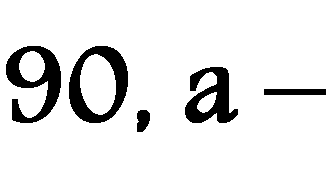 90, a —